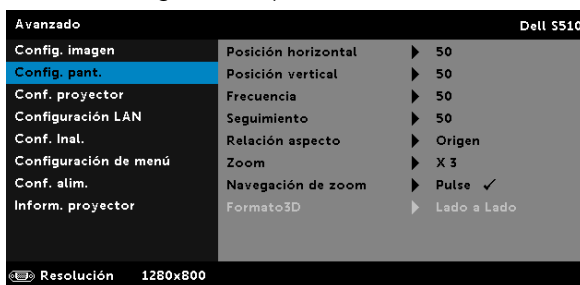 Avanzado Dell S510
Config. imagen Posición horizontal 50
Config. pant. Posición vertical 50
Conf. proyector Frecuencia 50
Configuración LAN Seguimiento 50
Conf. Inal. Relación aspecto Origen
Configuración de menú Zoom X 3
Conf. alim. Navegación de zoom Pulse ✓
Inform. proyector Formato3D Lado a Lado
Resolución 1280x800